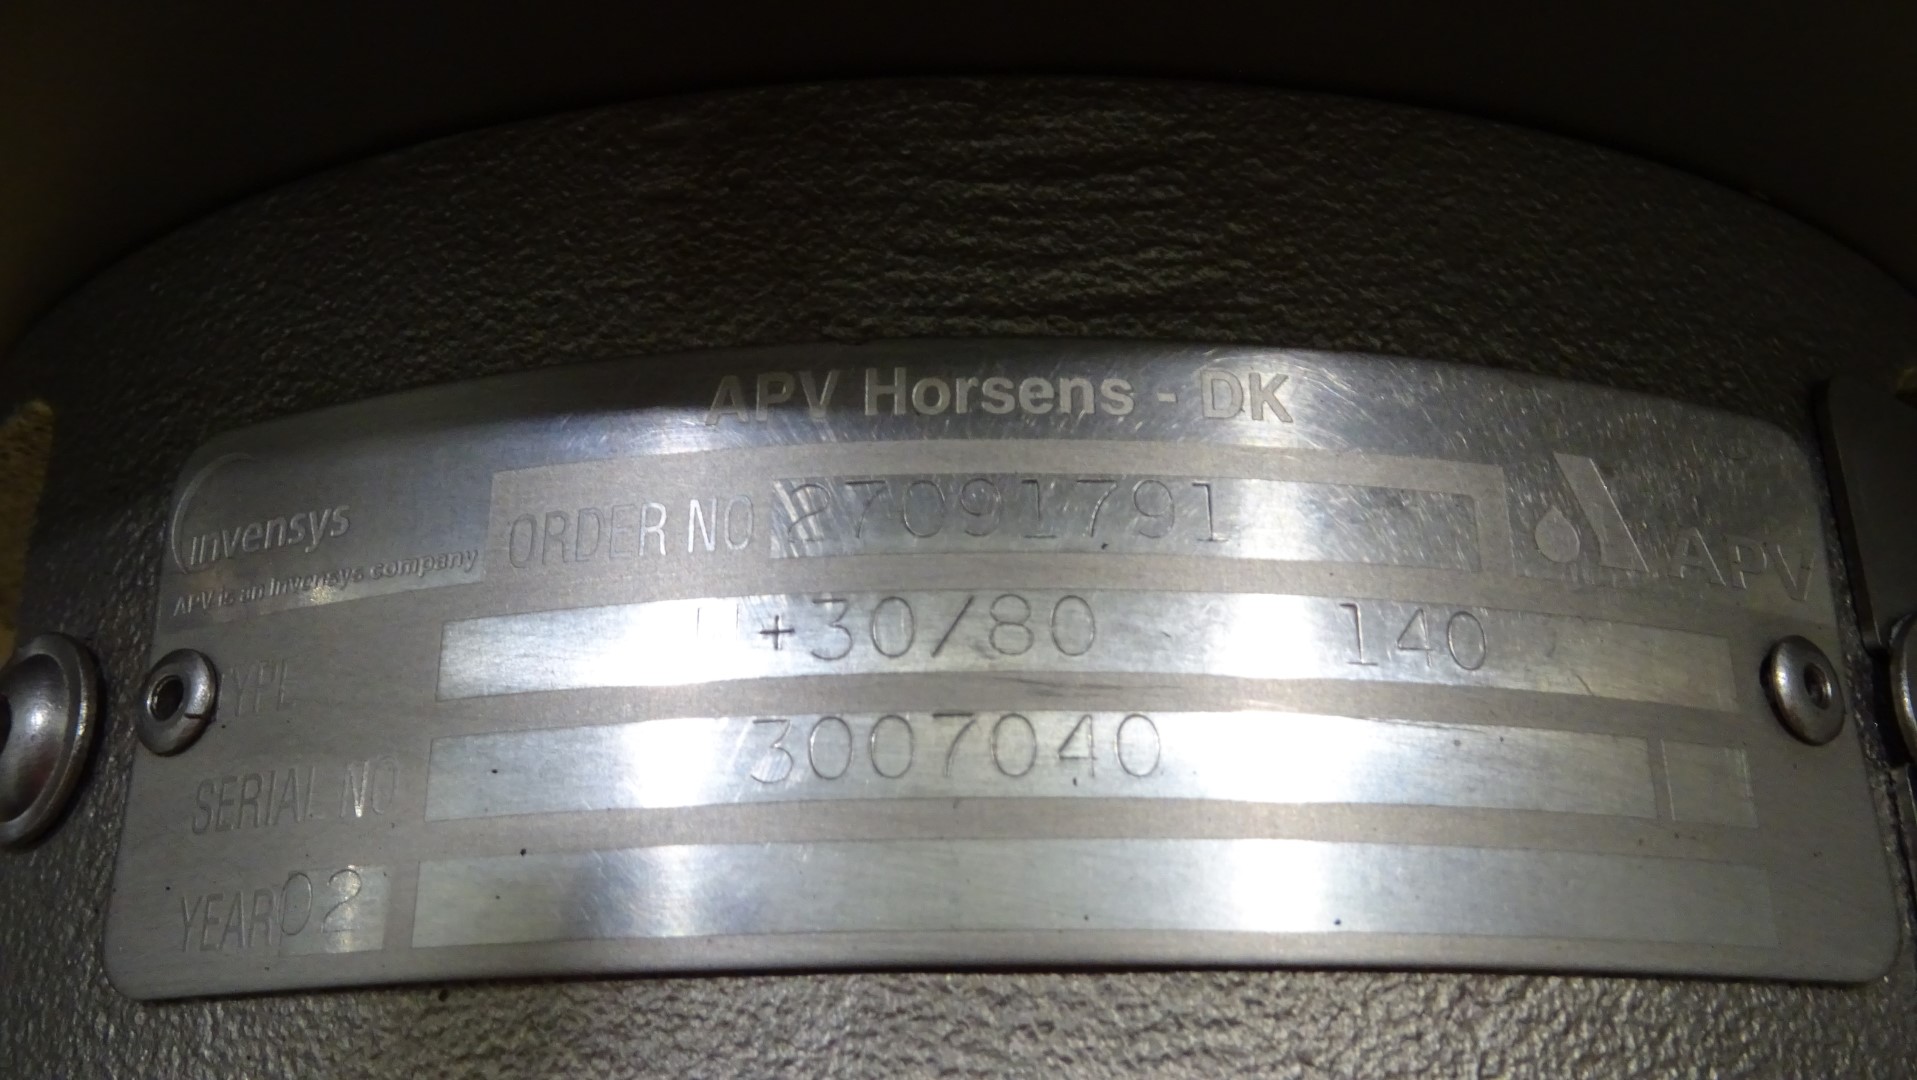 APV Horsens - DK
invensys
APV is an Invensys company
ORDER NO 27091791
APV
TYPE +30/80 140
SERIAL NO 3007040
YEAR 02